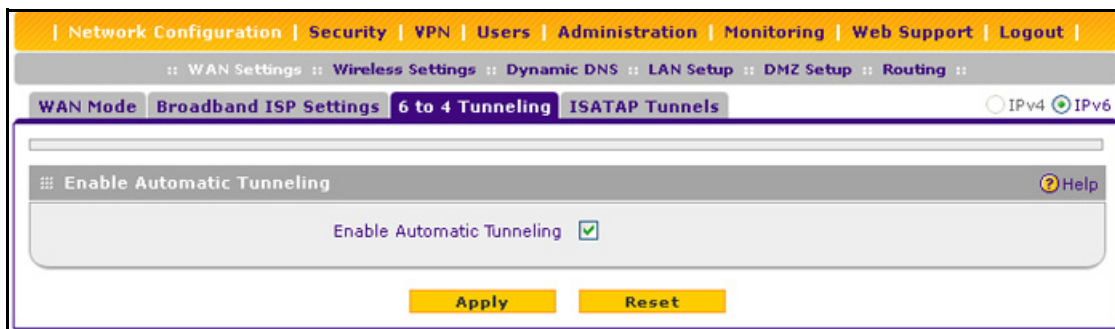 | Network Configuration | Security | VPN | Users | Administration | Monitoring | Web Support | Logout |
:: WAN Settings :: Wireless Settings :: Dynamic DNS :: LAN Setup :: DMZ Setup :: Routing ::
WAN Mode Broadband ISP Settings 6 to 4 Tunneling ISATAP Tunnels IPv4 IPv6
Enable Automatic Tunneling Help
Enable Automatic Tunneling
Apply Reset